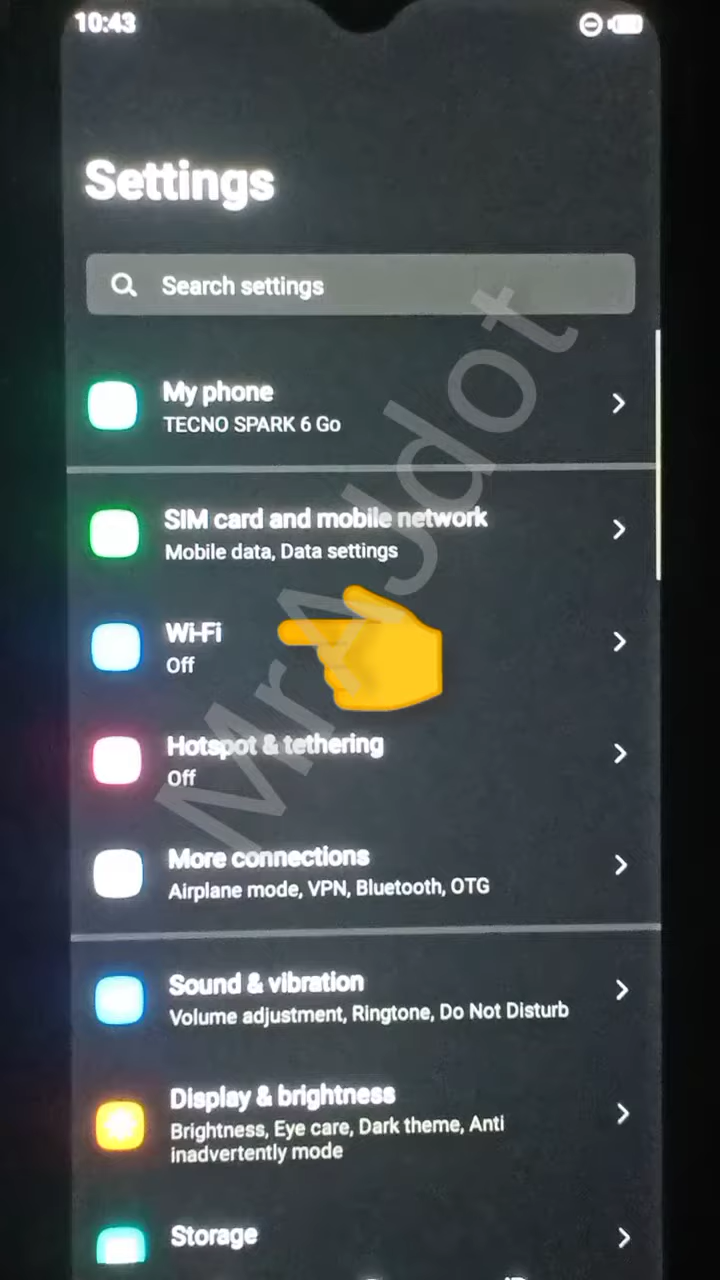 10:43
Settings
Search settings
My phone
TECNO SPARK 6 Go
SIM card and mobile network
Mobile data, Data settings
Wi-Fi
Off
Hotspot & tethering
Off
More connections
Airplane mode, VPN, Bluetooth, OTG
Sound & vibration
Volume adjustment, Ringtone, Do Not Disturb
Display & brightness
Brightness, Eye care, Dark theme, Anti
inadvertently mode
Storage
MrAJdot